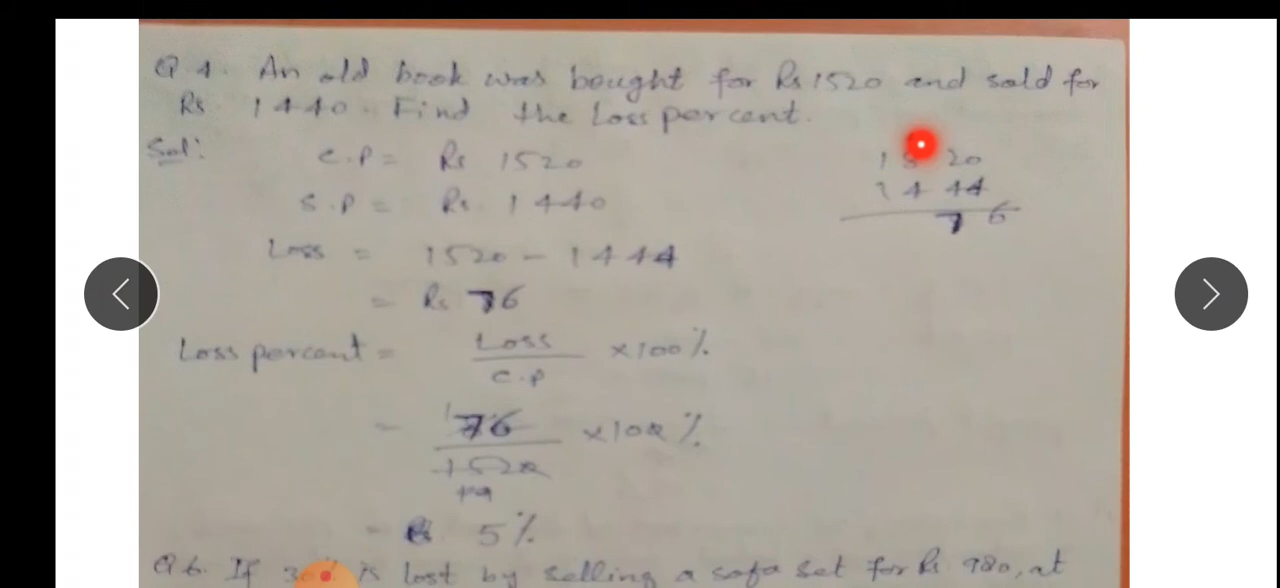 Q 4. An old book was bought for Rs 1520 and sold for
Rs 1440. Find the Loss percent.
Sol:
C.P = Rs 1520
S.P = Rs. 1440
1520
1444
76
Loss = 1520 - 1444
= Rs 76
Loss percent = Loss / C.P × 100 %
= 76 / 1520 × 100 %
= 5 %
Q 6. If is lost by selling a sofa set for Rs 980, at